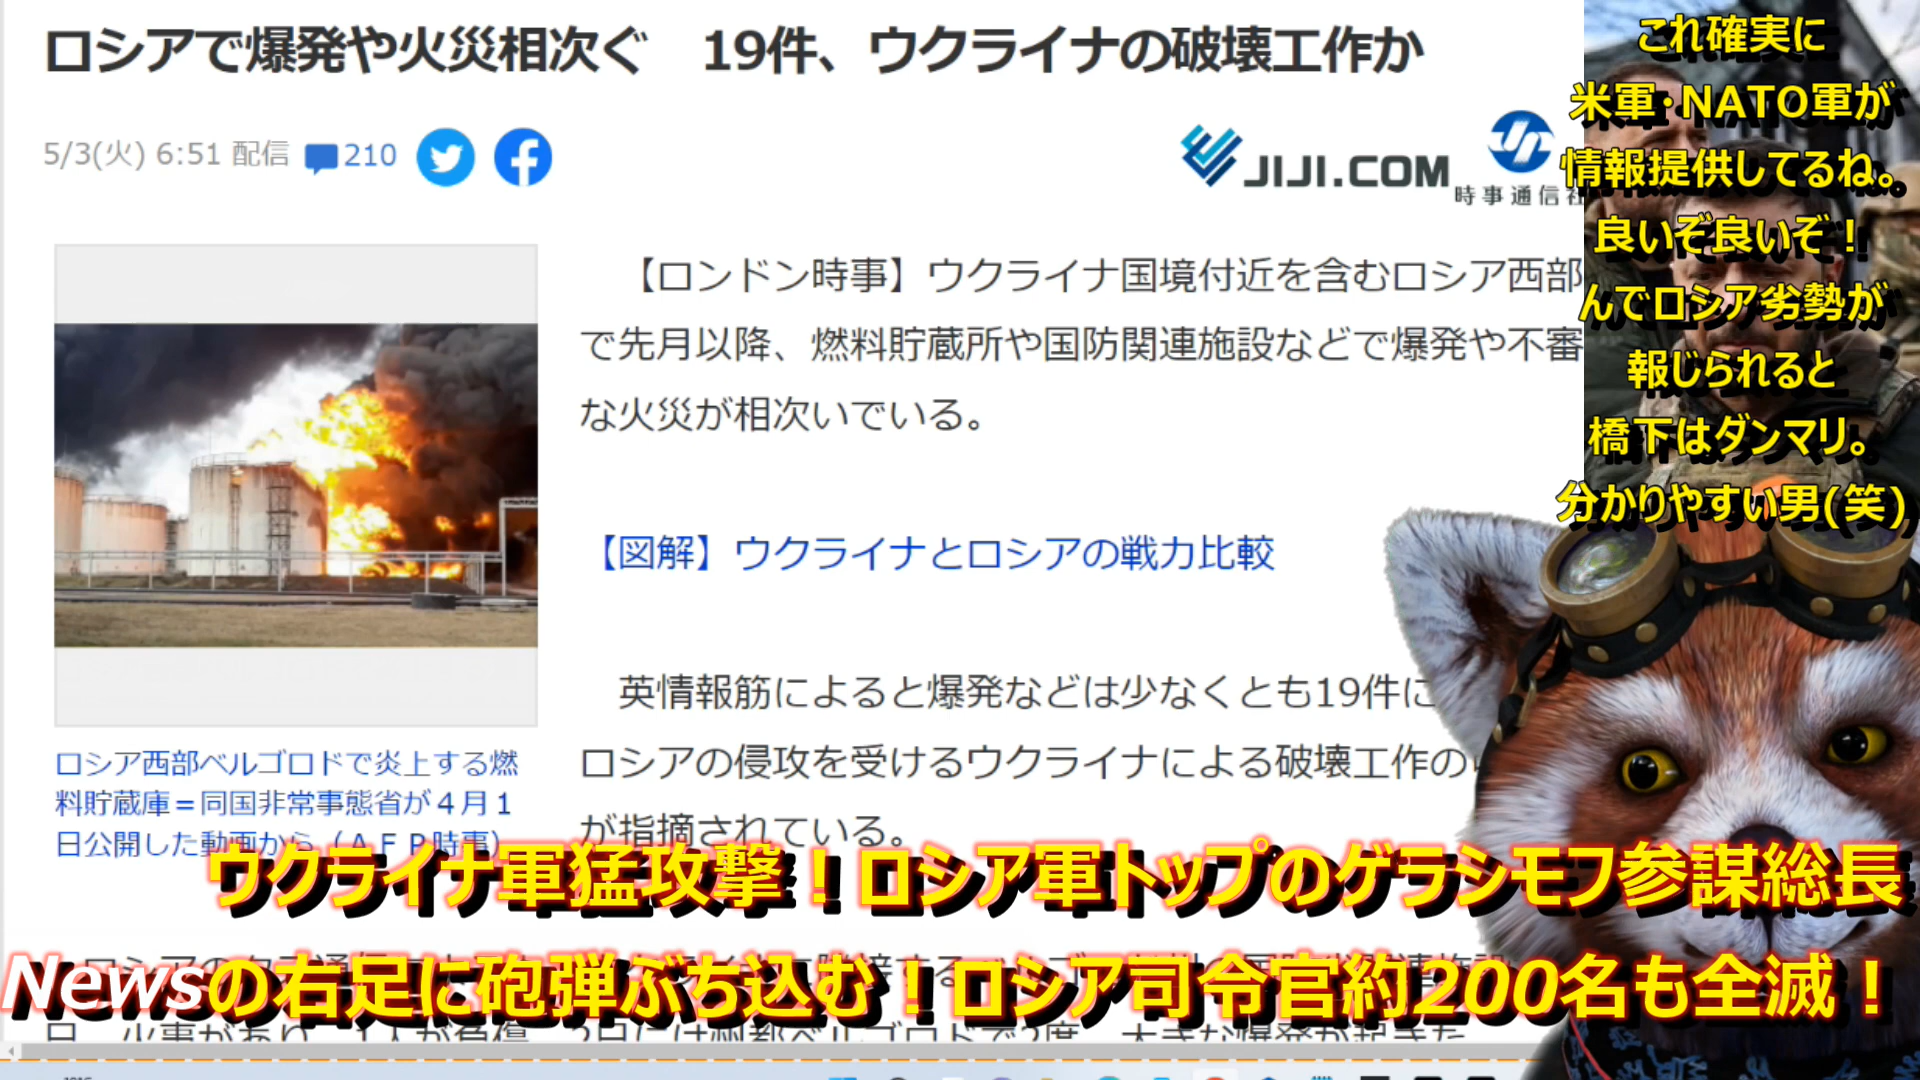 ロシアで爆発や火災相次ぐ　19件、ウクライナの破壊工作か
5/3(火) 6:51 配信 210
JIJI.COM
時事通信社
【ロンドン時事】ウクライナ国境付近を含むロシア西部
で先月以降、燃料貯蔵所や国防関連施設などで爆発や不審
な火災が相次いでいる。
【図解】ウクライナとロシアの戦力比較
英情報筋によると爆発などは少なくとも19件に
ロシアの侵攻を受けるウクライナによる破壊工作の
が指摘されている。
ロシア西部ベルゴロドで炎上する燃
料貯蔵庫＝同国非常事態省が４月１
日公開した動画から（ＡＦＰ時事）
これ確実に
米軍・NATO軍が
情報提供してるね。
良いぞ良いぞ！
んでロシア劣勢が
報じられると
橋下はダンマリ。
分かりやすい男(笑)
ウクライナ軍猛攻撃！ロシア軍トップのゲラシモフ参謀総長
Newsの右足に砲弾ぶち込む！ロシア司令官約200名も全滅！